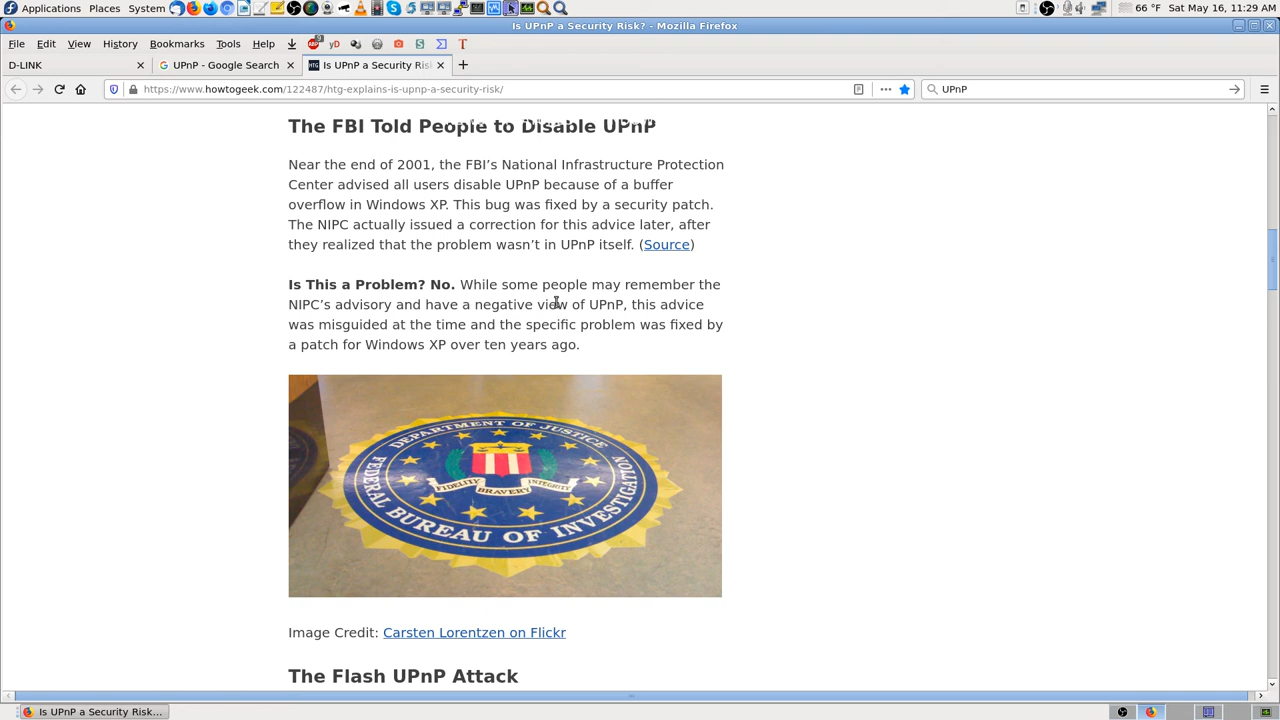 Applications Places System
66 °F Sat May 16, 11:29 AM
Is UPnP a Security Risk? - Mozilla Firefox
File Edit View History Bookmarks Tools Help
D-LINK
UPnP - Google Search
Is UPnP a Security Ris
https://www.howtogeek.com/122487/htg-explains-is-upnp-a-security-risk/
UPnP
The FBI Told People to Disable UPnP
Near the end of 2001, the FBI’s National Infrastructure Protection
Center advised all users disable UPnP because of a buffer
overflow in Windows XP. This bug was fixed by a security patch.
The NIPC actually issued a correction for this advice later, after
they realized that the problem wasn’t in UPnP itself. (Source)
Is This a Problem? No. While some people may remember the
NIPC’s advisory and have a negative view of UPnP, this advice
was misguided at the time and the specific problem was fixed by
a patch for Windows XP over ten years ago.
DEPARTMENT OF JUSTICE
FIDELITY BRAVERY INTEGRITY
FEDERAL BUREAU OF INVESTIGATION
Image Credit: Carsten Lorentzen on Flickr
The Flash UPnP Attack
Is UPnP a Security Risk...